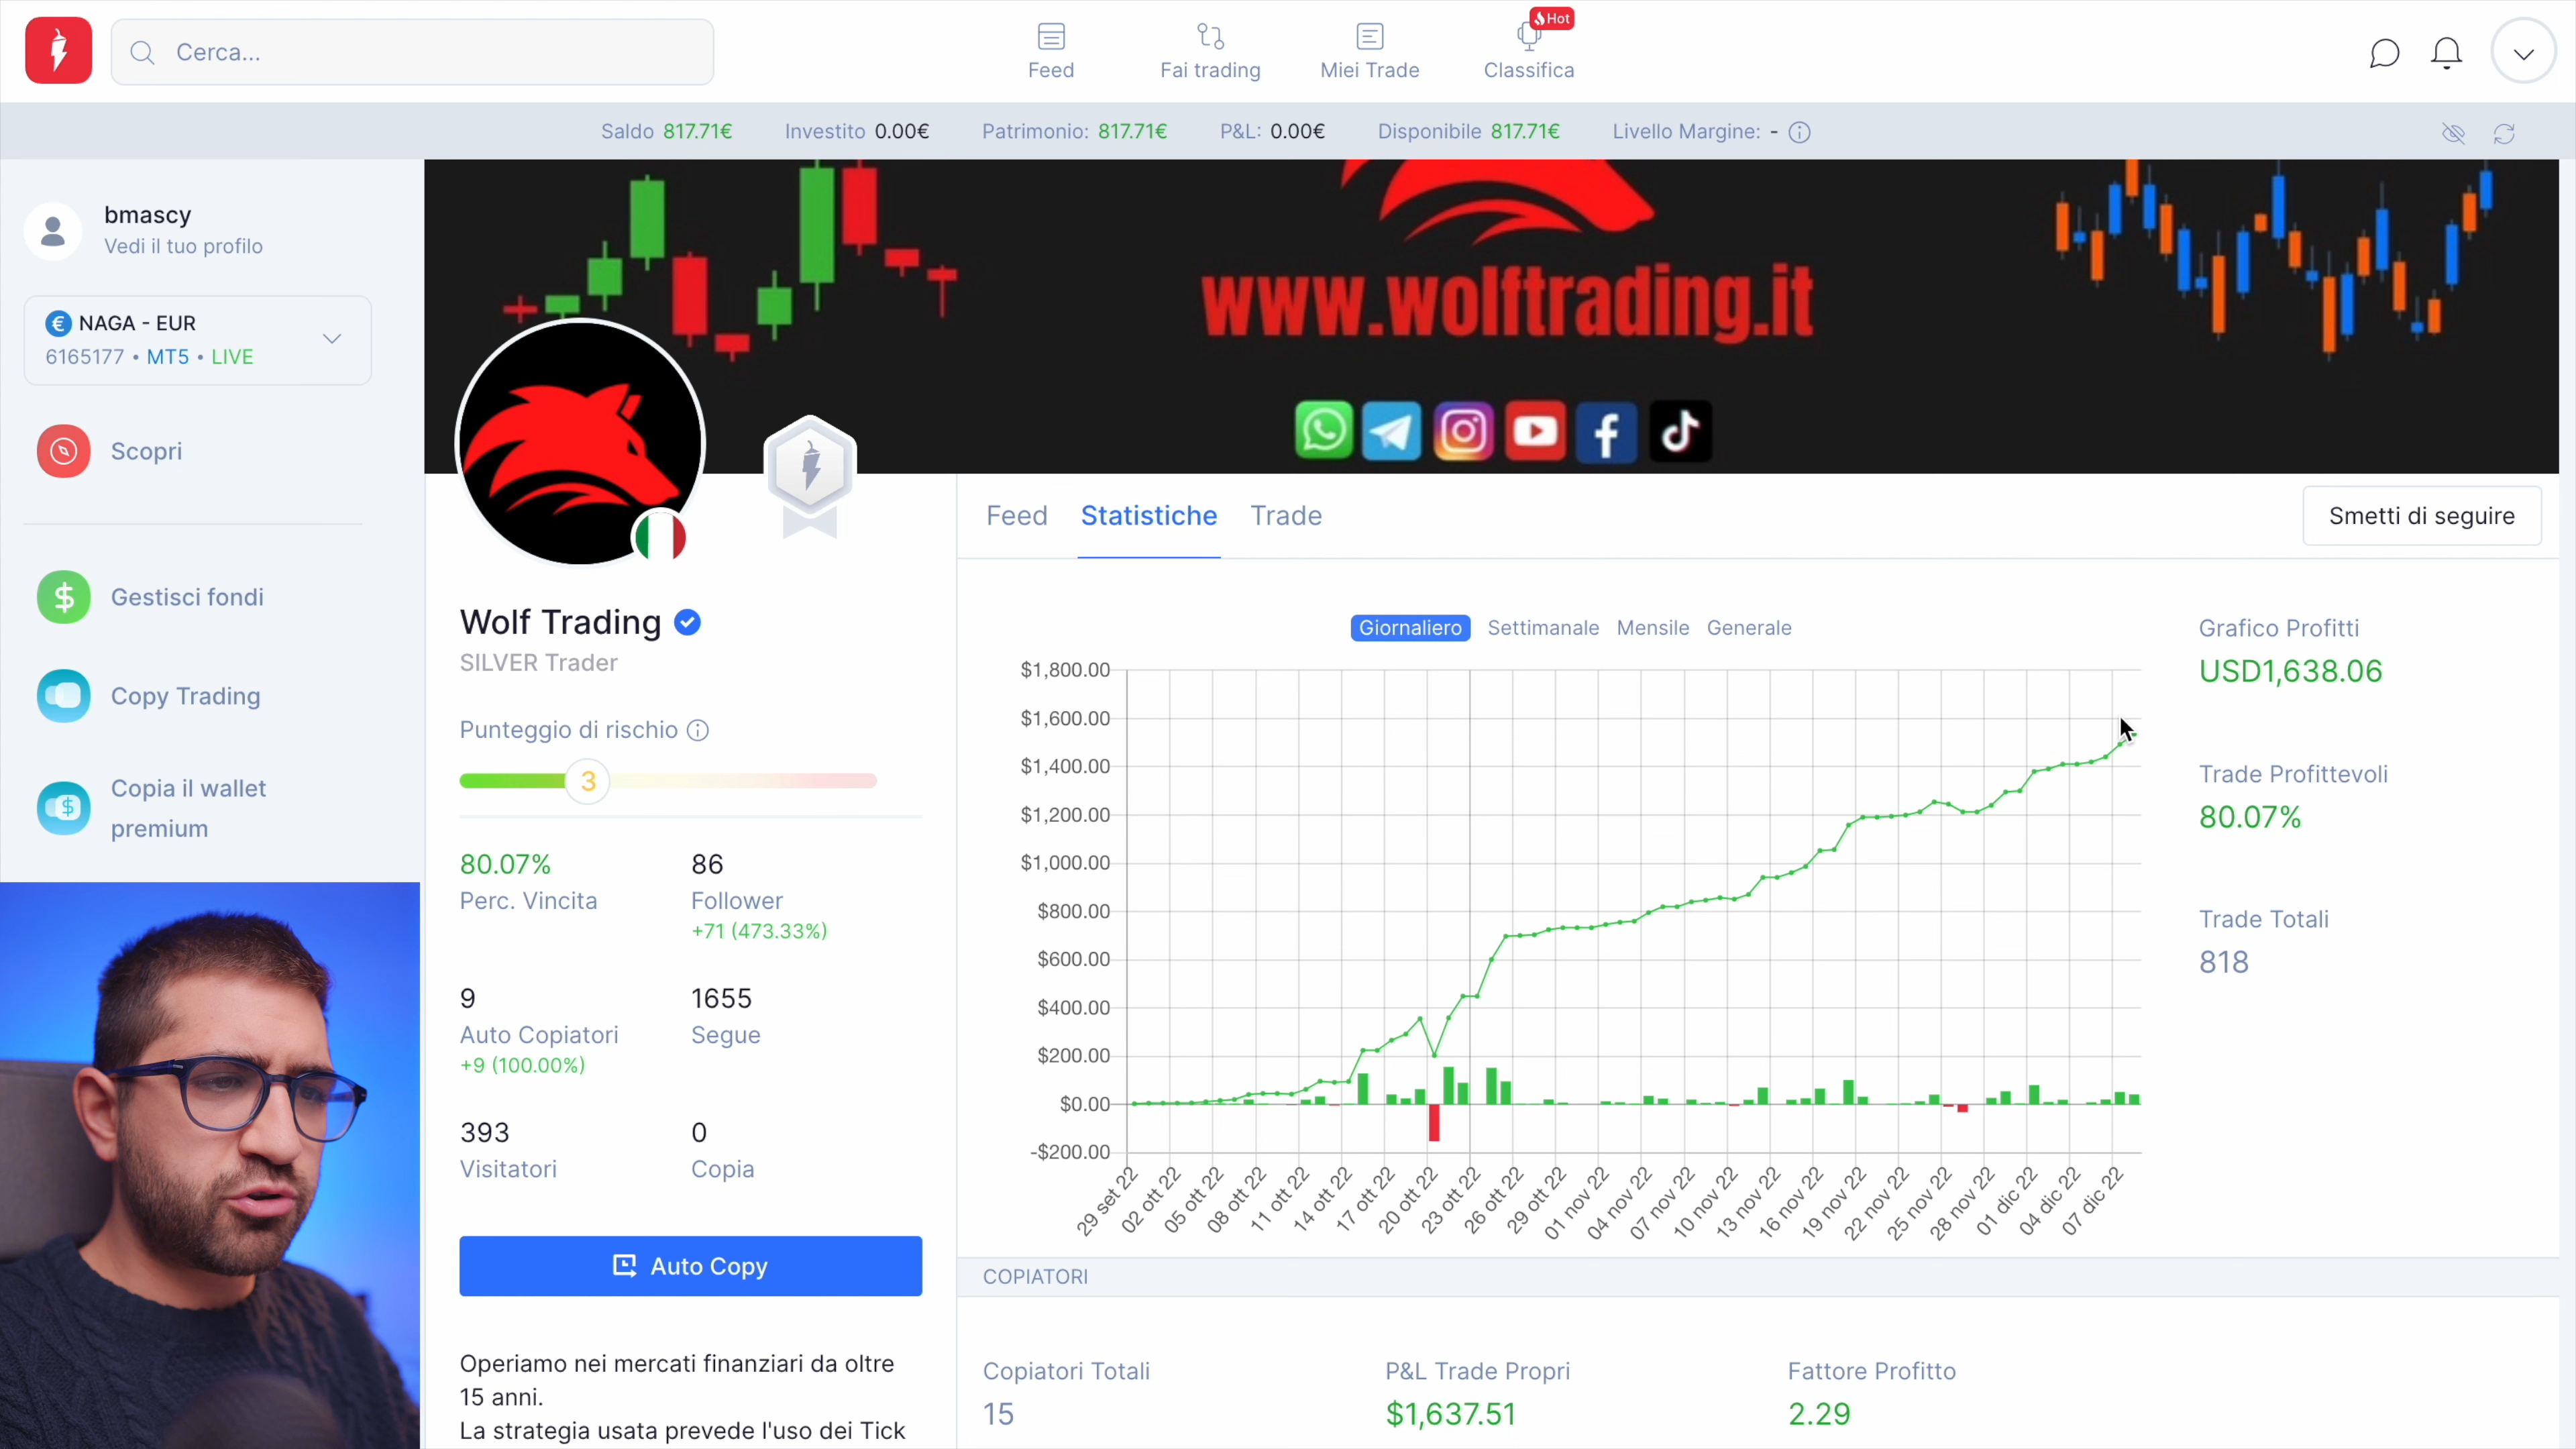 Cerca...
Feed
Fai trading
Miei Trade
Hot
Classifica
Saldo 817.71€
Investito 0.00€
Patrimonio: 817.71€
P&L: 0.00€
Disponibile 817.71€
Livello Margine: -
bmascy
Vedi il tuo profilo
€ NAGA - EUR
6165177 • MT5 • LIVE
Scopri
Gestisci fondi
Copy Trading
Copia il wallet
premium
www.wolftrading.it
Wolf Trading
SILVER Trader
Punteggio di rischio
3
80.07%
Perc. Vincita
86
Follower
+71 (473.33%)
9
Auto Copiatori
+9 (100.00%)
1655
Segue
393
Visitatori
0
Copia
Auto Copy
Operiamo nei mercati finanziari da oltre
15 anni.
La strategia usata prevede l'uso dei Tick
Feed
Statistiche
Trade
Smetti di seguire
Giornaliero
Settimanale
Mensile
Generale
$1,800.00
$1,600.00
$1,400.00
$1,200.00
$1,000.00
$800.00
$600.00
$400.00
$200.00
$0.00
-$200.00
29 set 22
02 ott 22
05 ott 22
08 ott 22
11 ott 22
14 ott 22
17 ott 22
20 ott 22
23 ott 22
26 ott 22
29 ott 22
01 nov 22
04 nov 22
07 nov 22
10 nov 22
13 nov 22
16 nov 22
19 nov 22
22 nov 22
25 nov 22
28 nov 22
01 dic 22
04 dic 22
07 dic 22
Grafico Profitti
USD1,638.06
Trade Profittevoli
80.07%
Trade Totali
818
COPIATORI
Copiatori Totali
15
P&L Trade Propri
$1,637.51
Fattore Profitto
2.29